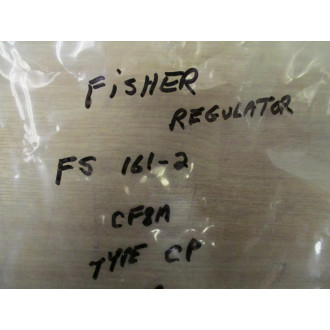 FiSHER
REGULATOR
FS 161-2
CF8M
TYPE CP